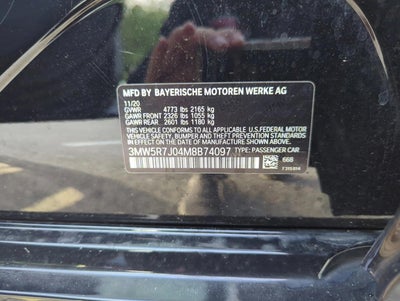 MFD BY BAYERISCHE MOTOREN WERKE AG
11/20
GVWR 4773 lbs 2165 kg
GAWR FRONT 2326 lbs 1055 kg
GAWR REAR 2601 lbs 1180 kg
THIS VEHICLE CONFORMS TO ALL APPLICABLE U.S. FEDERAL MOTOR
VEHICLE SAFETY, BUMPER, AND THEFT PREVENTION STANDARDS
IN EFFECT ON THE DATE OF MANUFACTURE SHOWN ABOVE.
3MW5R7J04M8B74097 TYPE: PASSENGER CAR
668